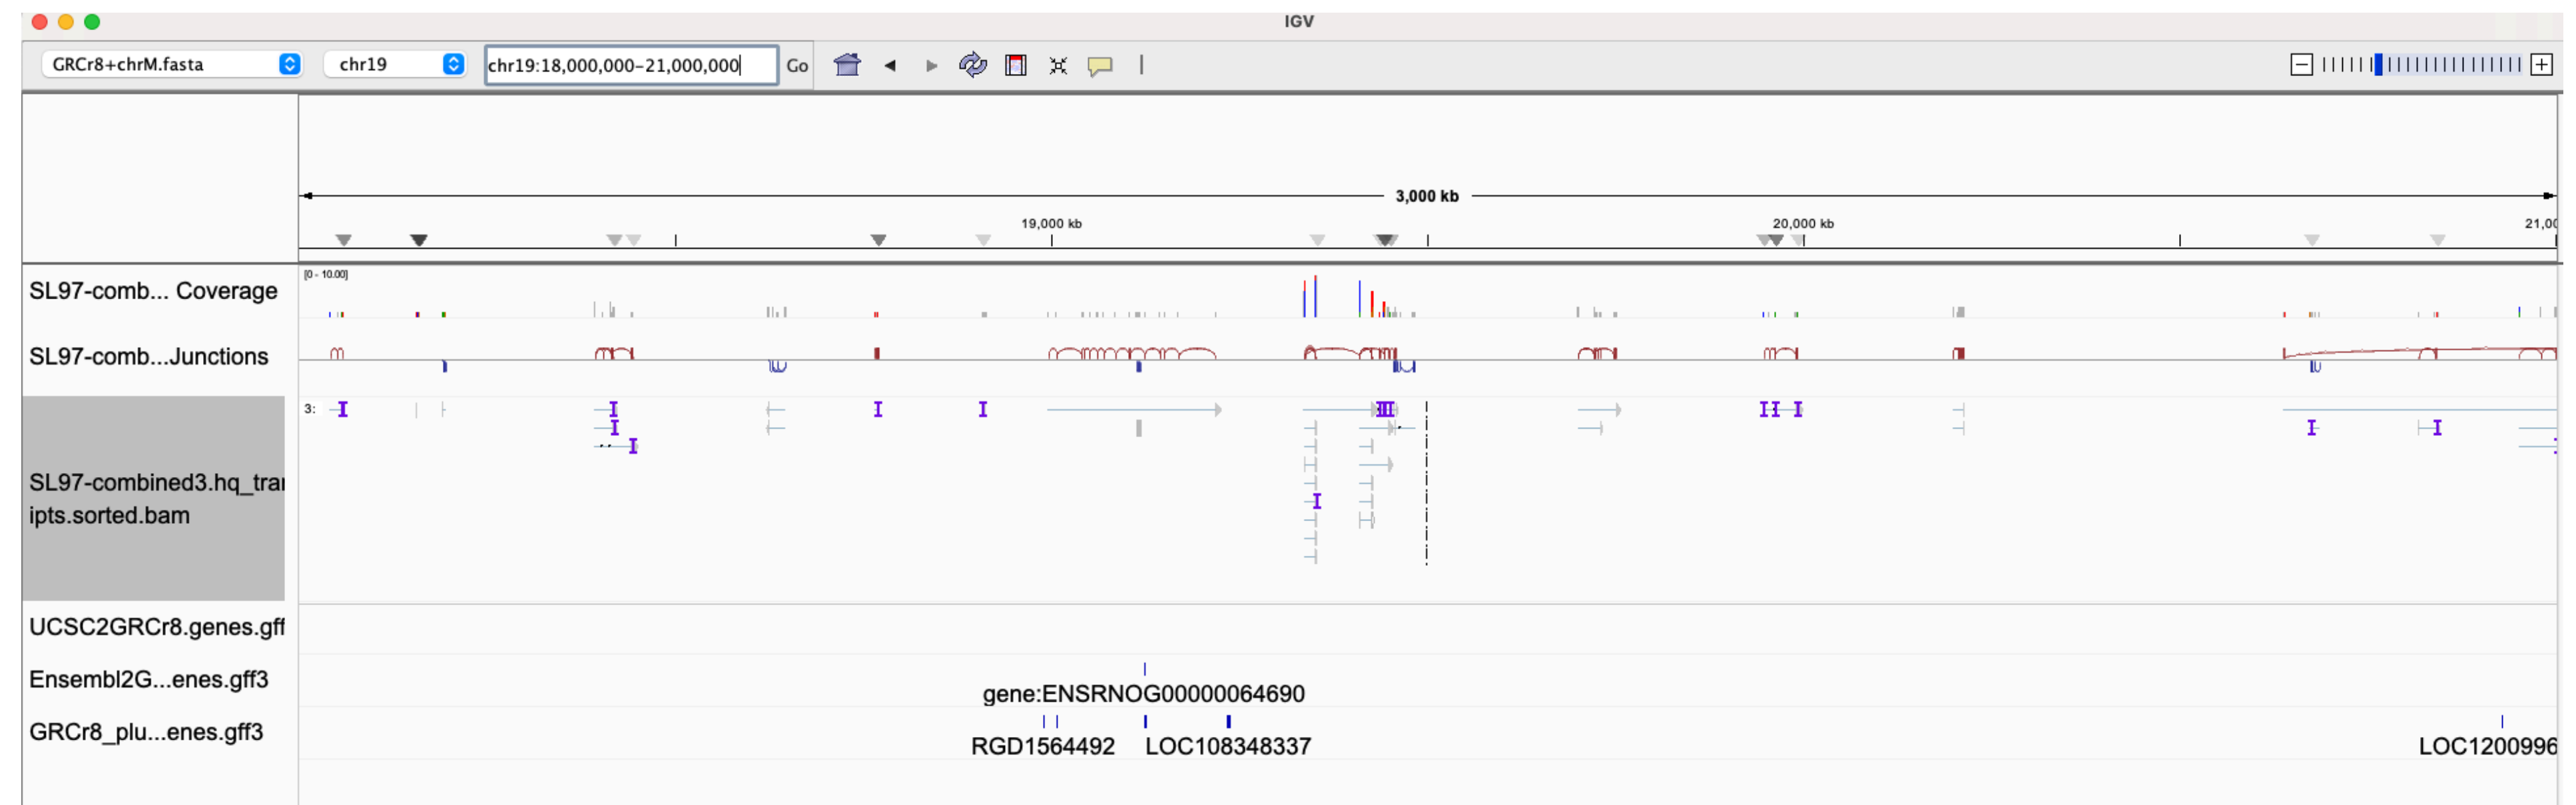 IGV
GRCr8+chrM.fasta chr19 chr19:18,000,000-21,000,000 Go
3,000 kb
19,000 kb 20,000 kb 21,00
[0 - 10.00]
SL97-comb... Coverage
SL97-comb...Junctions
3:
SL97-combined3.hq_trar
ipts.sorted.bam
UCSC2GRCr8.genes.gff
Ensembl2G...enes.gff3
gene:ENSRNOG00000064690
GRCr8_plu...enes.gff3
RGD1564492 LOC108348337 LOC1200996